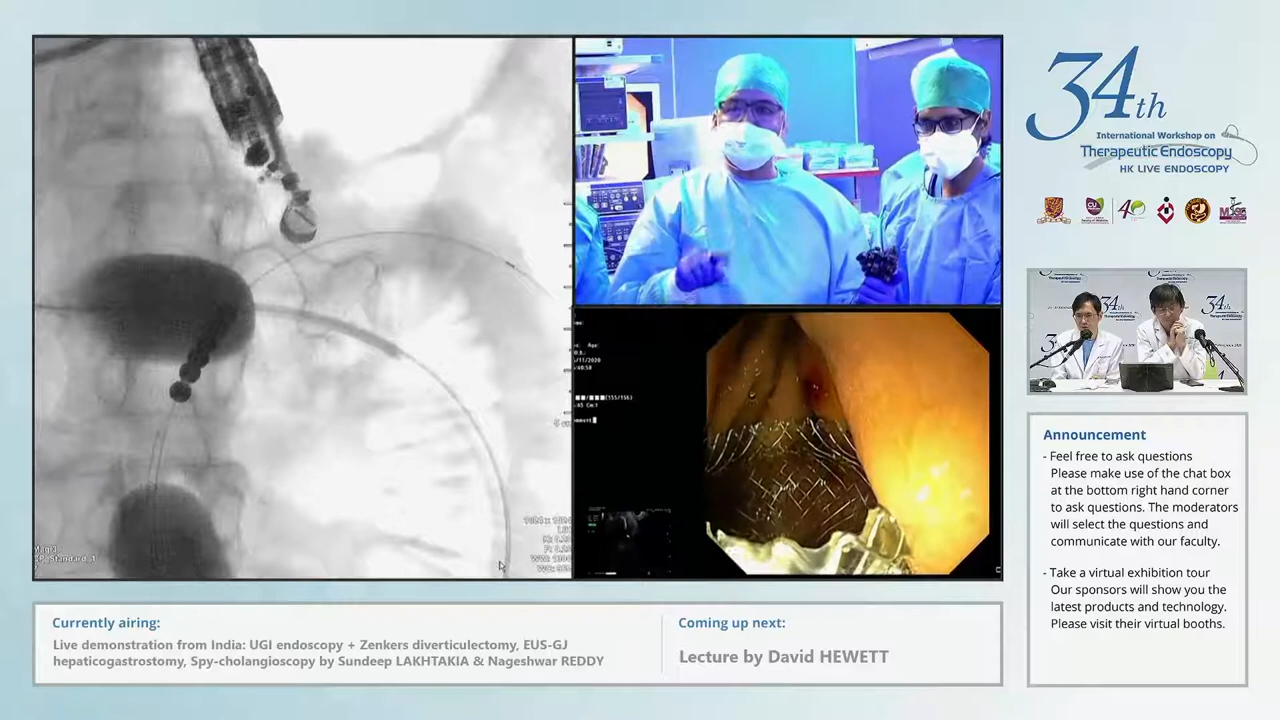 34th
International Workshop on
Therapeutic Endoscopy
HK LIVE ENDOSCOPY
34th
34th
Announcement
- Feel free to ask questions
Please make use of the chat box
at the bottom right hand corner
to ask questions. The moderators
will select the questions and
communicate with our faculty.
- Take a virtual exhibition tour
Our sponsors will show you the
latest products and technology.
Please visit their virtual booths.
Currently airing:
Live demonstration from India: UGI endoscopy + Zenkers diverticulectomy, EUS-GJ
hepaticogastrostomy, Spy-cholangioscopy by Sundeep LAKHTAKIA & Nageshwar REDDY
Coming up next:
Lecture by David HEWETT